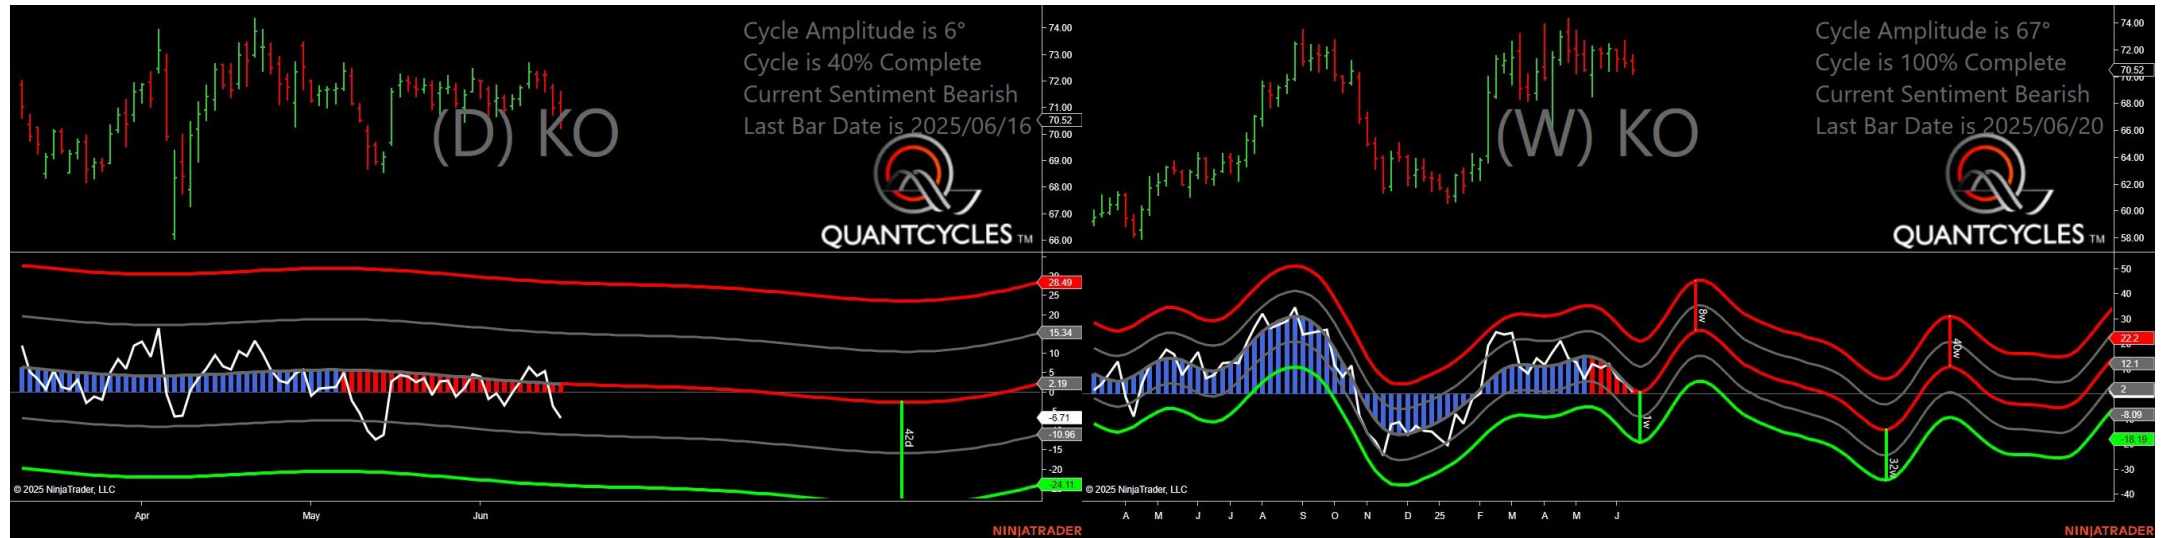 Cycle Amplitude is 6°
Cycle is 40% Complete
Current Sentiment Bearish
Last Bar Date is 2025/06/16
(D) KO
QUANTCYCLES TM
74.00
73.00
72.00
71.00
70.52
70.00
69.00
68.00
67.00
66.00
28.49
25
20
15.34
10
5
2.19
0
-6.71
-10.96
-15
-20
-24.11
42d
© 2025 NinjaTrader, LLC
Apr May Jun
NINJATRADER
Cycle Amplitude is 67°
Cycle is 100% Complete
Current Sentiment Bearish
Last Bar Date is 2025/06/20
(W) KO
QUANTCYCLES TM
74.00
72.00
70.52
68.00
66.00
64.00
62.00
60.00
58.00
50
40
30
22.2
12.1
2
-8.09
-18.19
-30
-40
8w
40w
1w
32w
© 2025 NinjaTrader, LLC
A M J J A S O N D 25 F M A M J
NINJATRADER